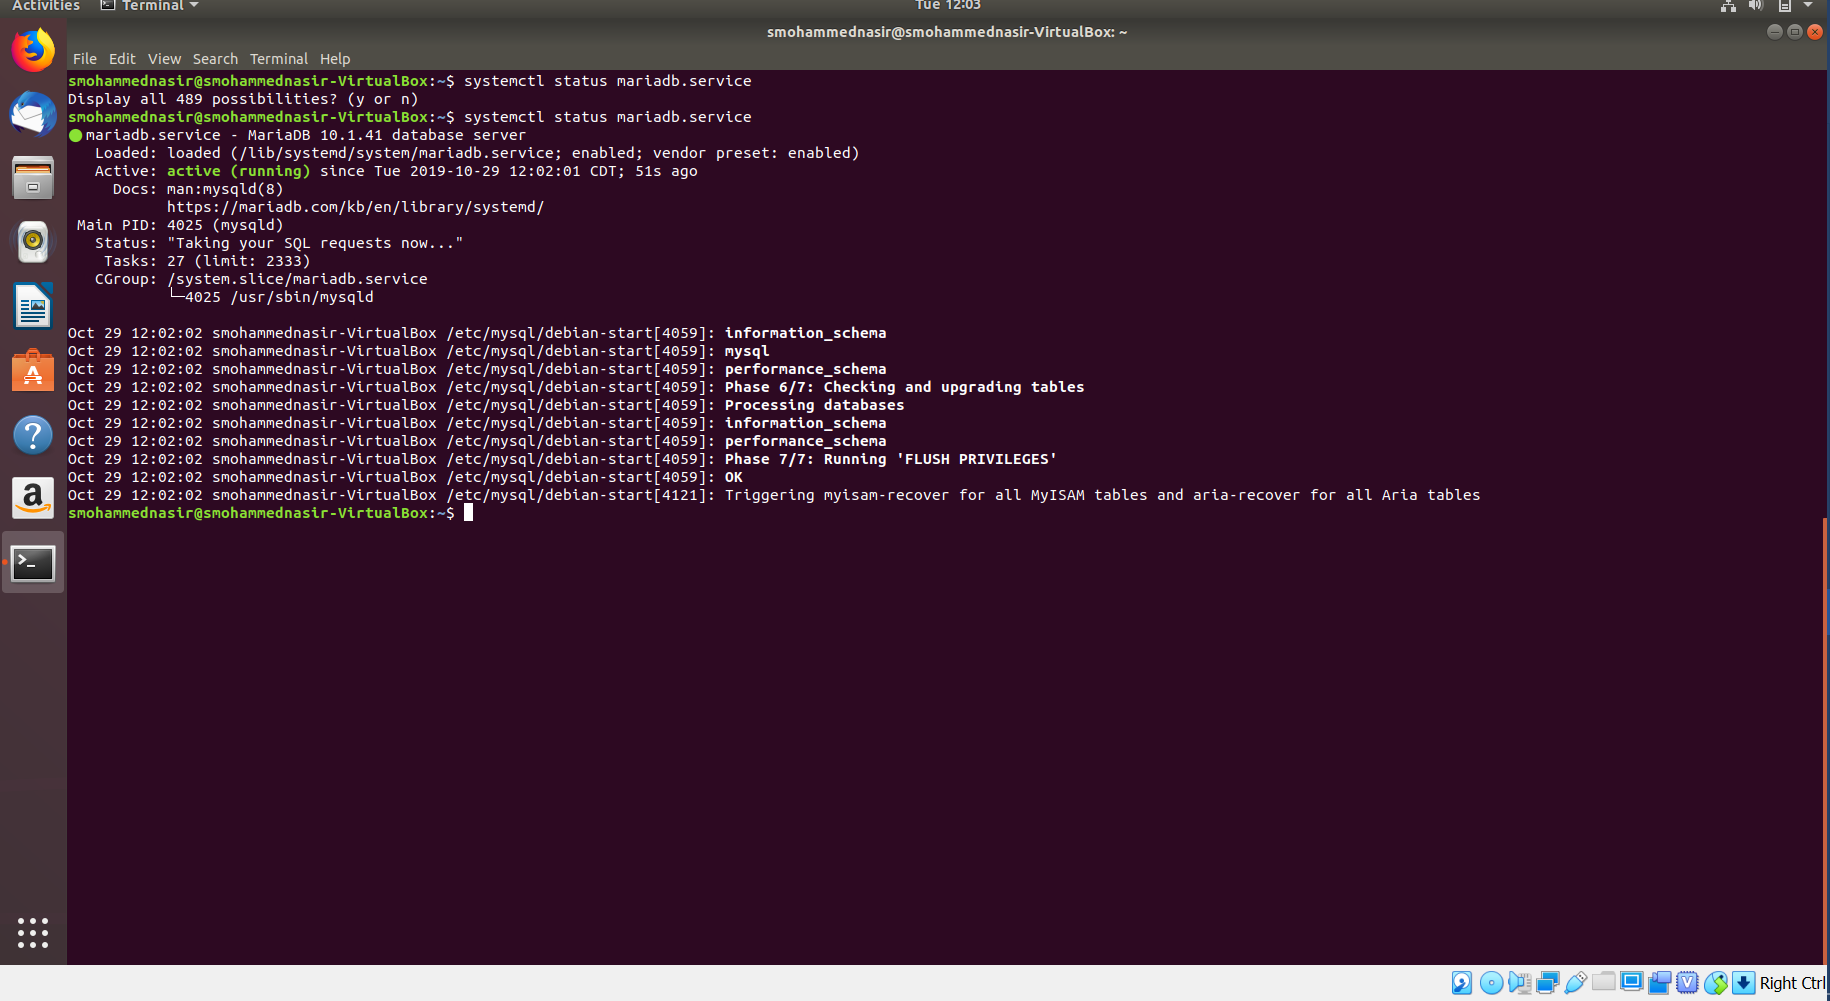 Activities Terminal Tue 12:03
smohammednasir@smohammednasir-VirtualBox: ~
File Edit View Search Terminal Help
smohammednasir@smohammednasir-VirtualBox:~$ systemctl status mariadb.service
Display all 489 possibilities? (y or n)
smohammednasir@smohammednasir-VirtualBox:~$ systemctl status mariadb.service
mariadb.service - MariaDB 10.1.41 database server
Loaded: loaded (/lib/systemd/system/mariadb.service; enabled; vendor preset: enabled)
Active: active (running) since Tue 2019-10-29 12:02:01 CDT; 51s ago
Docs: man:mysqld(8)
https://mariadb.com/kb/en/library/systemd/
Main PID: 4025 (mysqld)
Status: "Taking your SQL requests now..."
Tasks: 27 (limit: 2333)
CGroup: /system.slice/mariadb.service
└─4025 /usr/sbin/mysqld
Oct 29 12:02:02 smohammednasir-VirtualBox /etc/mysql/debian-start[4059]: information_schema
Oct 29 12:02:02 smohammednasir-VirtualBox /etc/mysql/debian-start[4059]: mysql
Oct 29 12:02:02 smohammednasir-VirtualBox /etc/mysql/debian-start[4059]: performance_schema
Oct 29 12:02:02 smohammednasir-VirtualBox /etc/mysql/debian-start[4059]: Phase 6/7: Checking and upgrading tables
Oct 29 12:02:02 smohammednasir-VirtualBox /etc/mysql/debian-start[4059]: Processing databases
Oct 29 12:02:02 smohammednasir-VirtualBox /etc/mysql/debian-start[4059]: information_schema
Oct 29 12:02:02 smohammednasir-VirtualBox /etc/mysql/debian-start[4059]: performance_schema
Oct 29 12:02:02 smohammednasir-VirtualBox /etc/mysql/debian-start[4059]: Phase 7/7: Running 'FLUSH PRIVILEGES'
Oct 29 12:02:02 smohammednasir-VirtualBox /etc/mysql/debian-start[4059]: OK
Oct 29 12:02:02 smohammednasir-VirtualBox /etc/mysql/debian-start[4121]: Triggering myisam-recover for all MyISAM tables and aria-recover for all Aria tables
smohammednasir@smohammednasir-VirtualBox:~$
Right Ctrl